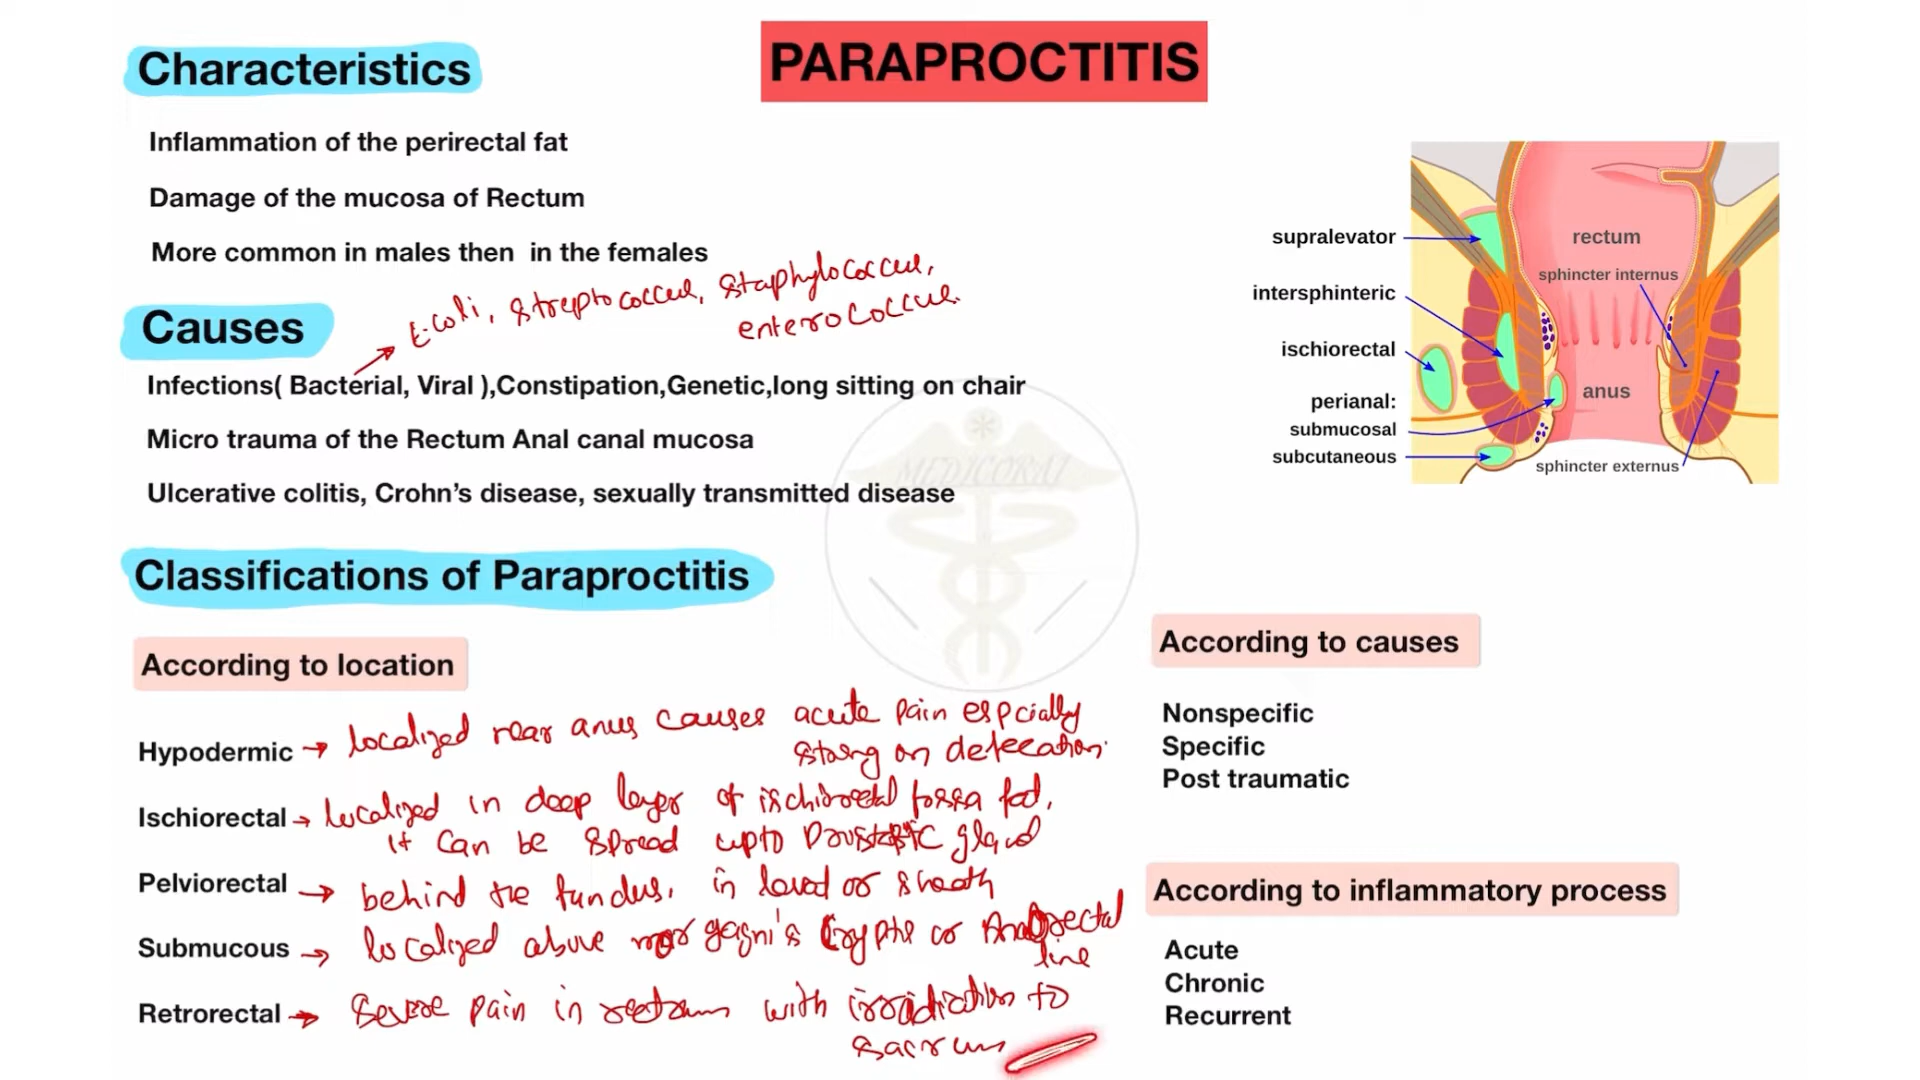 PARAPROCTITIS
Characteristics
Inflammation of the perirectal fat
Damage of the mucosa of Rectum
More common in males then in the females
Causes
E.coli, streptococcus, staphylococcus,
enterococcus.
Infections( Bacterial, Viral ),Constipation,Genetic,long sitting on chair
Micro trauma of the Rectum Anal canal mucosa
Ulcerative colitis, Crohn's disease, sexually transmitted disease
supralevator
intersphinteric
ischiorectal
perianal:
submucosal
subcutaneous
rectum
sphincter internus
anus
sphincter externus
MEDICORAY
Classifications of Paraproctitis
According to location
Hypodermic → localized near anus causes acute pain espcially
on defecation.
Ischiorectal → localized in deep layer of ischiorectal fossa fat,
it can be spread upto prostatic gland
Pelviorectal → behind the fundus, in or sheath
Submucous → localized above morgagni's crypts or Anorectal
line
Retrorectal → severe pain in rectum with irradiation to
sacrum
According to causes
Nonspecific
Specific
Post traumatic
According to inflammatory process
Acute
Chronic
Recurrent